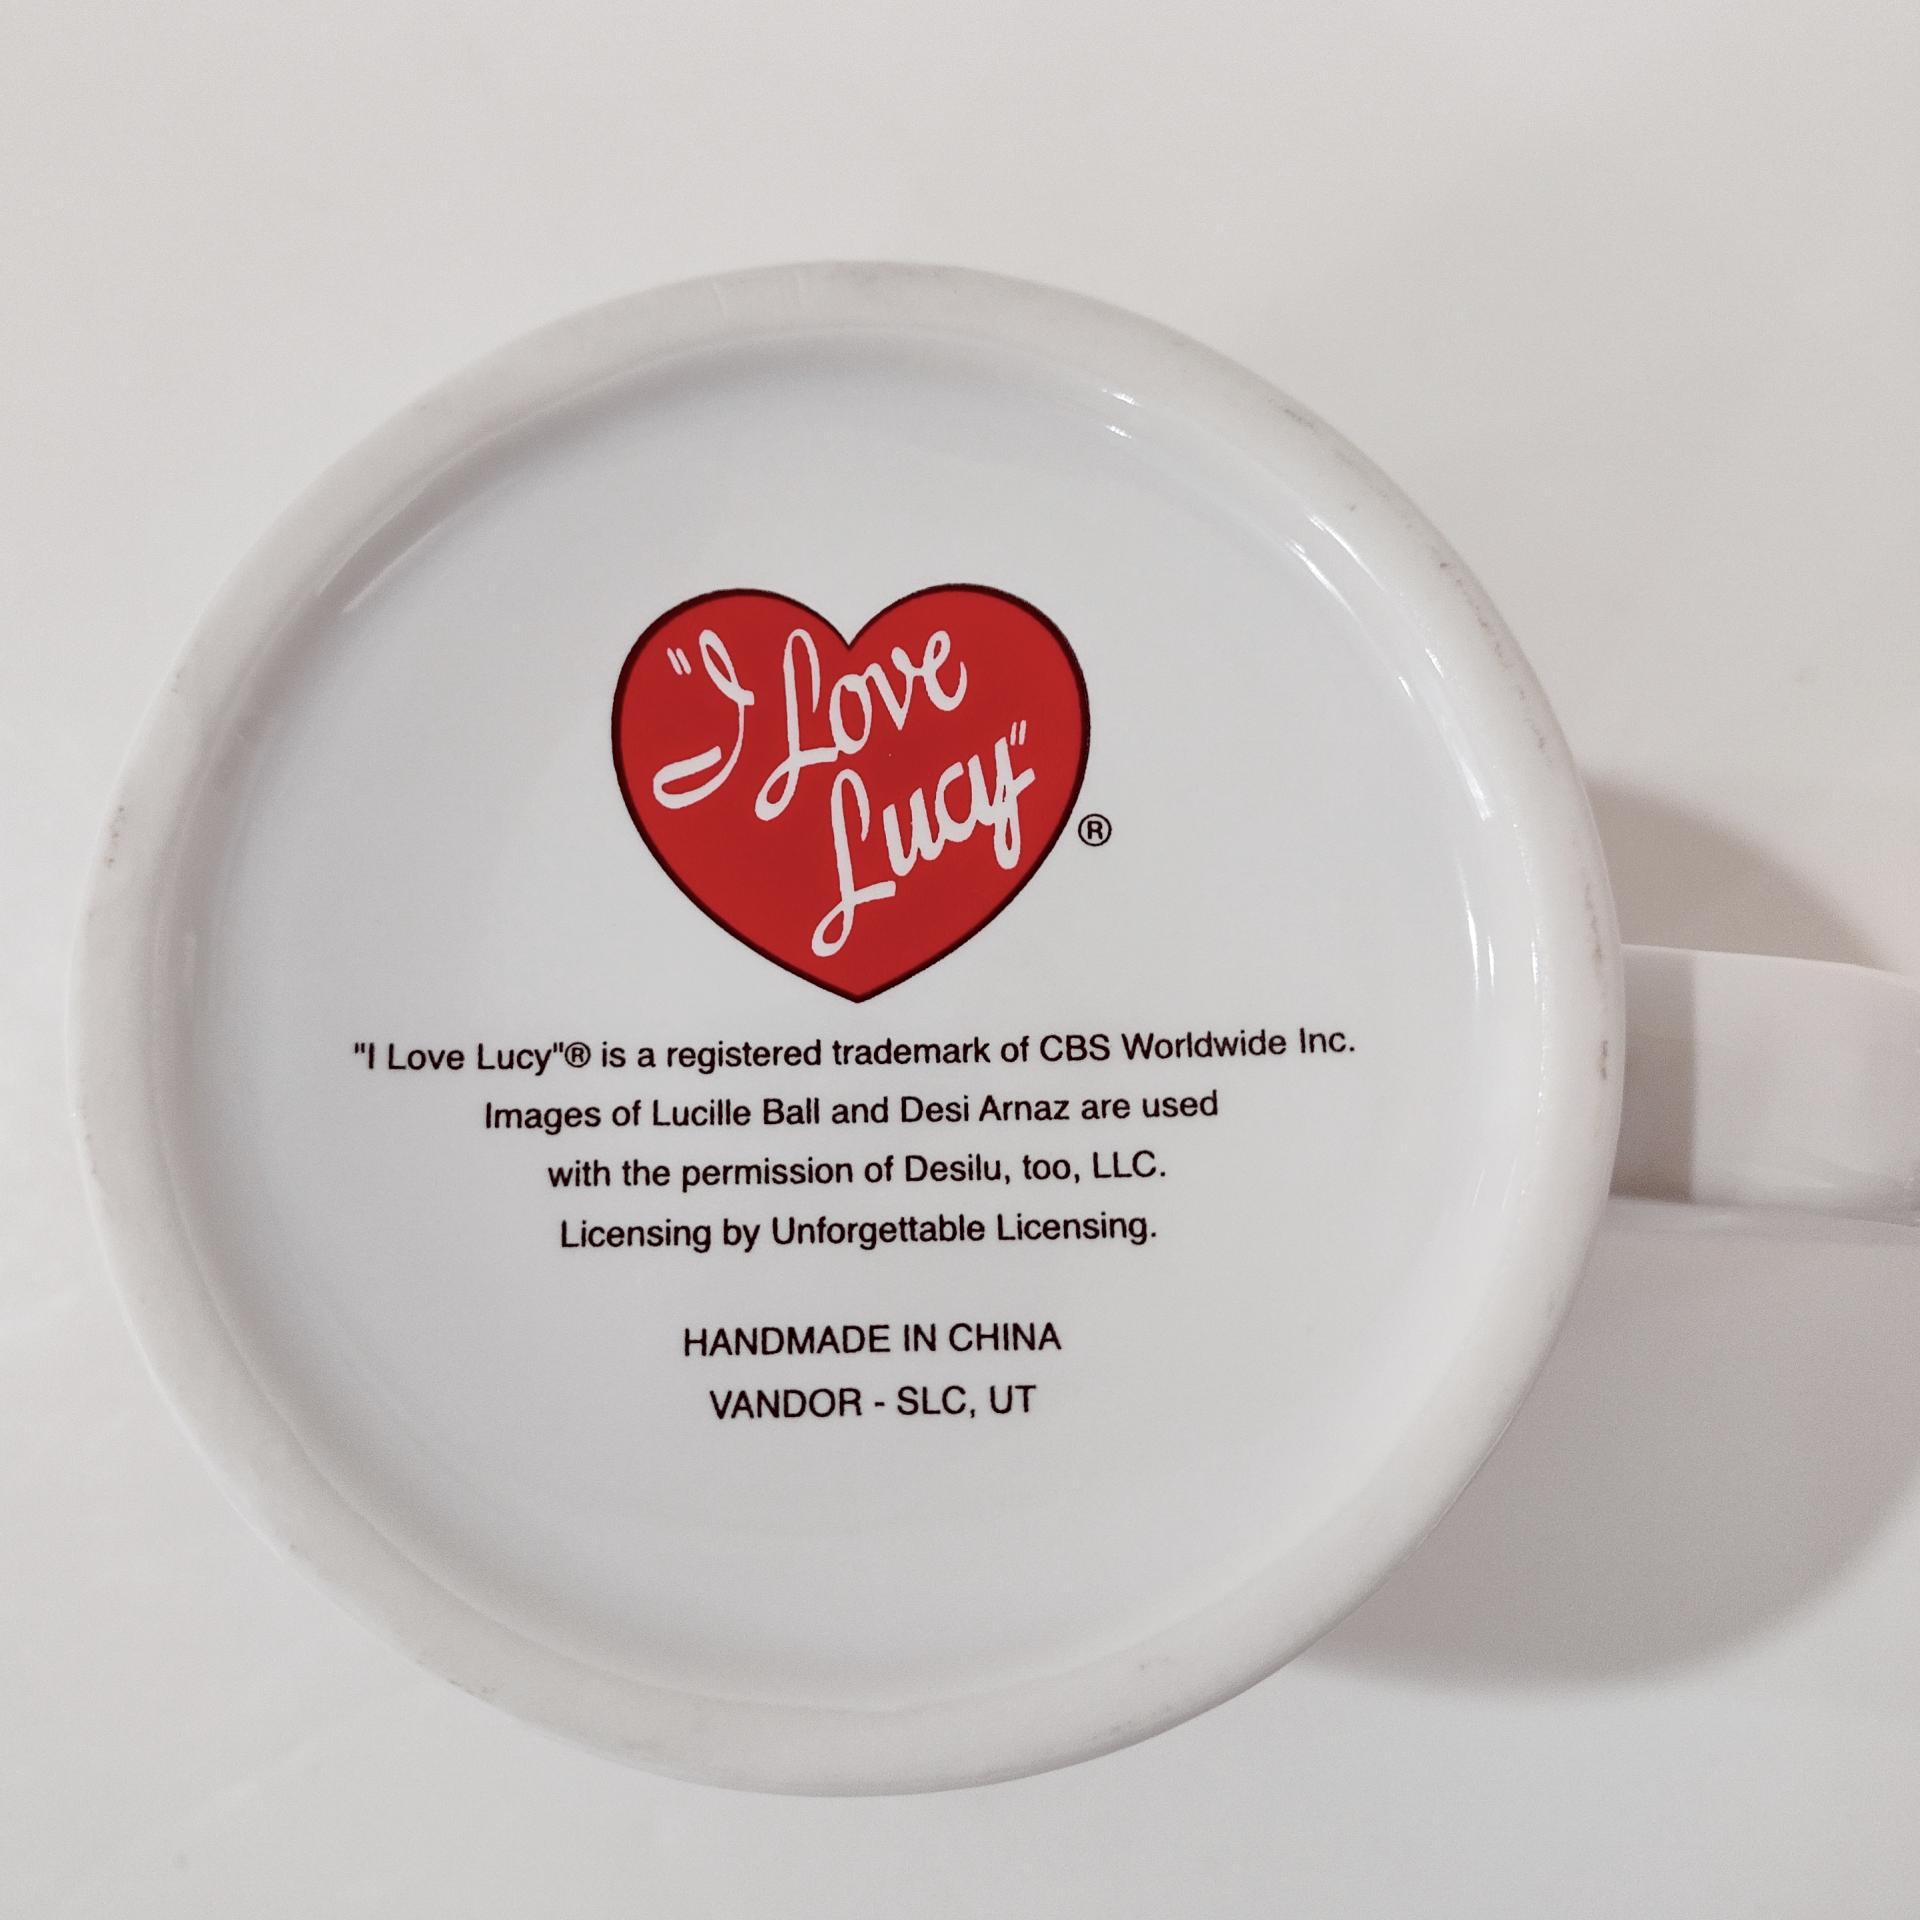 "I Love
Lucy"
®
"I Love Lucy"® is a registered trademark of CBS Worldwide Inc.
Images of Lucille Ball and Desi Arnaz are used
with the permission of Desilu, too, LLC.
Licensing by Unforgettable Licensing.
HANDMADE IN CHINA
VANDOR - SLC, UT